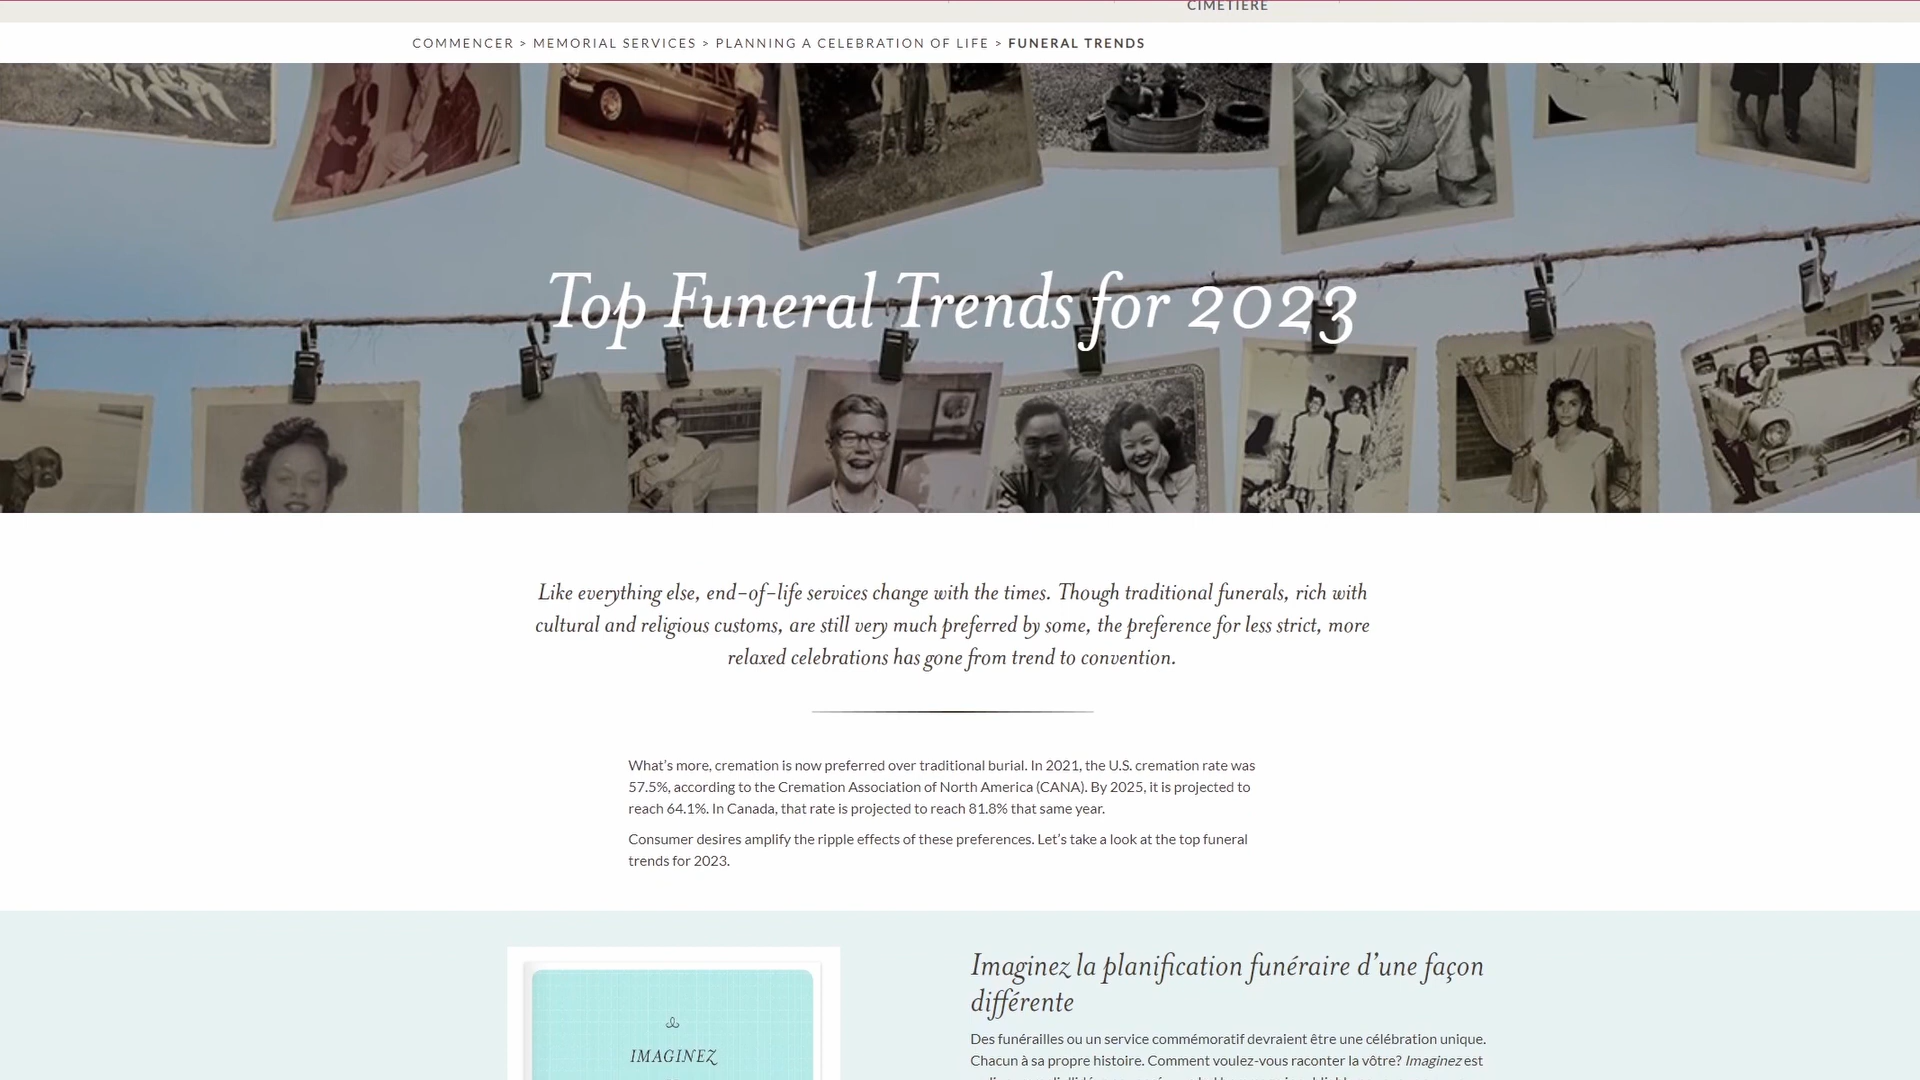 CIMETIÈRE
COMMENCER > MEMORIAL SERVICES > PLANNING A CELEBRATION OF LIFE > FUNERAL TRENDS
Top Funeral Trends for 2023
Like everything else, end-of-life services change with the times. Though traditional funerals, rich with
cultural and religious customs, are still very much preferred by some, the preference for less strict, more
relaxed celebrations has gone from trend to convention.
What’s more, cremation is now preferred over traditional burial. In 2021, the U.S. cremation rate was
57.5%, according to the Cremation Association of North America (CANA). By 2025, it is projected to
reach 64.1%. In Canada, that rate is projected to reach 81.8% that same year.
Consumer desires amplify the ripple effects of these preferences. Let’s take a look at the top funeral
trends for 2023.
IMAGINEZ
Imaginez la planification funéraire d’une façon
différente
Des funérailles ou un service commémoratif devraient être une célébration unique.
Chacun à sa propre histoire. Comment voulez-vous raconter la vôtre? Imaginez est